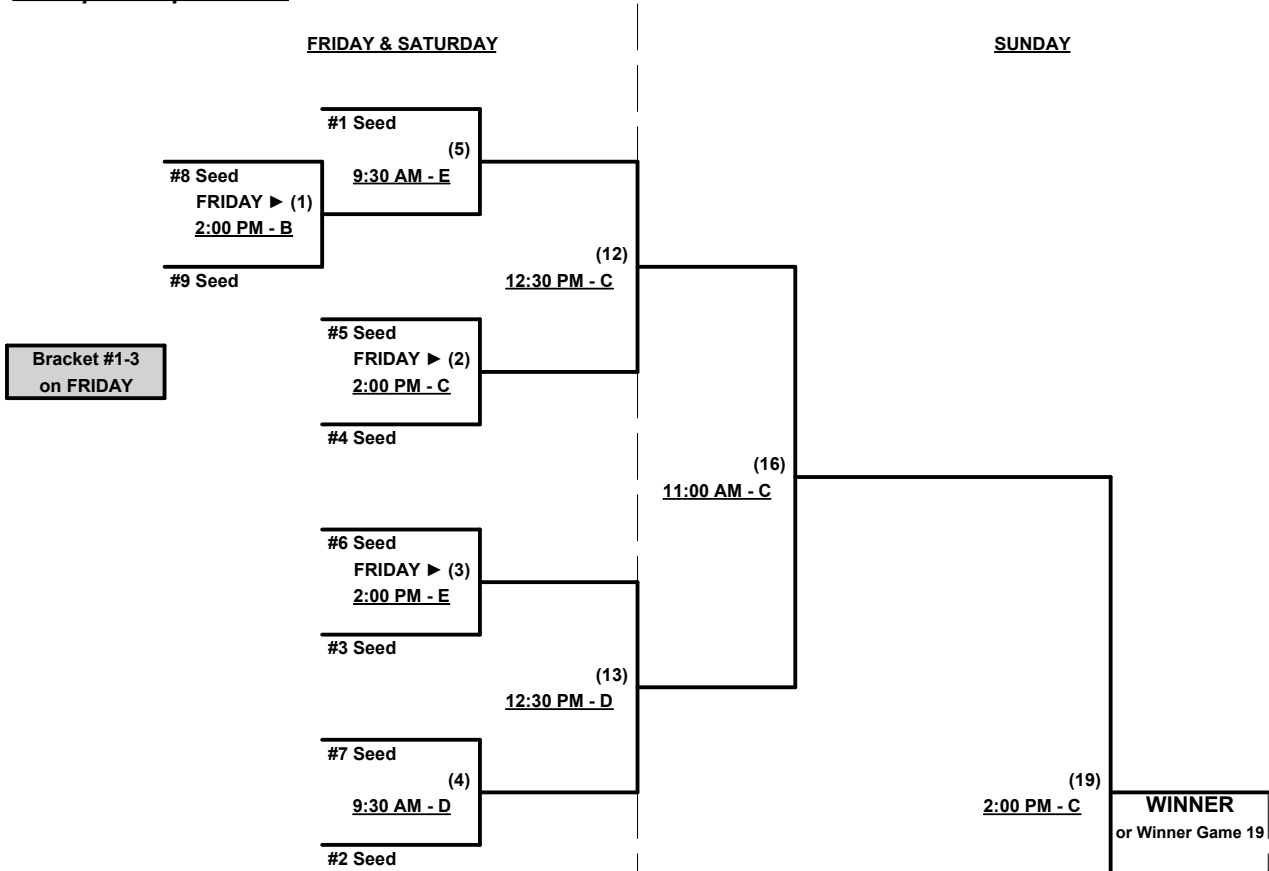 FRIDAY & SATURDAY
SUNDAY
#1 Seed
(5)
9:30 AM - E
#8 Seed
FRIDAY ► (1)
2:00 PM - B
#9 Seed
(12)
12:30 PM - C
#5 Seed
FRIDAY ► (2)
2:00 PM - C
#4 Seed
Bracket #1-3
on FRIDAY
(16)
11:00 AM - C
#6 Seed
FRIDAY ► (3)
2:00 PM - E
#3 Seed
(13)
12:30 PM - D
#7 Seed
(4)
9:30 AM - D
#2 Seed
(19)
2:00 PM - C
WINNER
or Winner Game 19